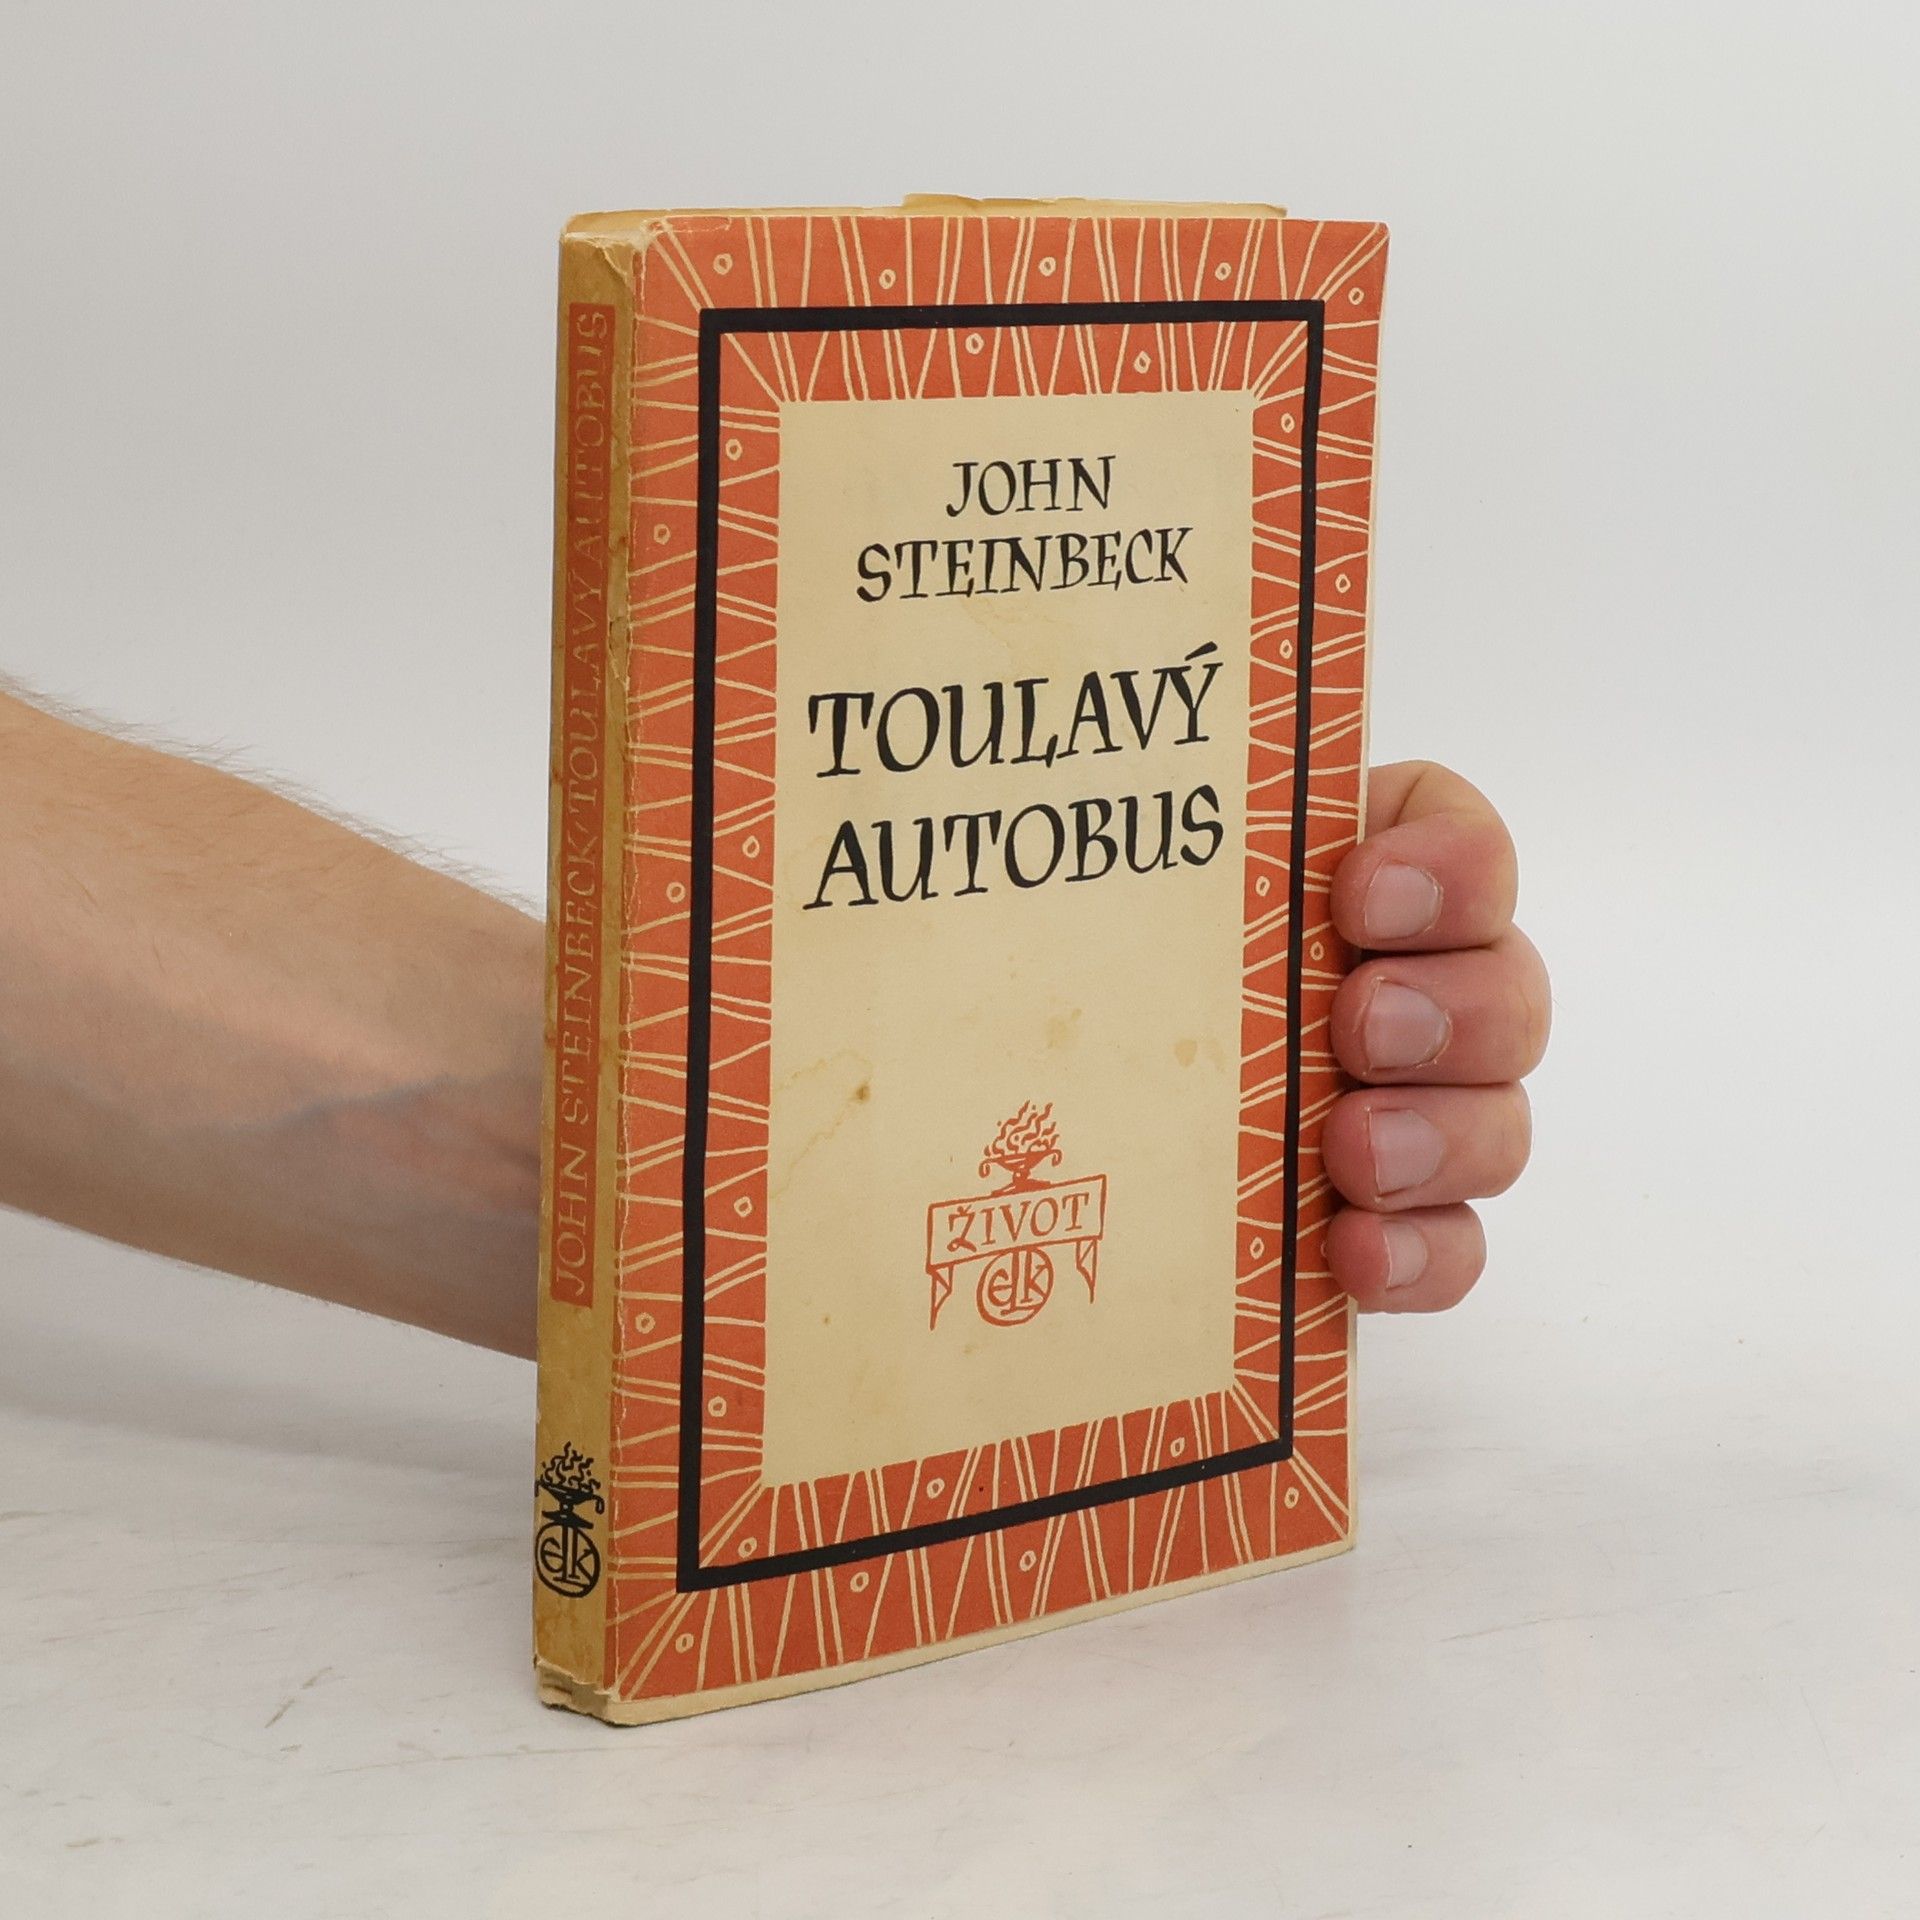 JOHN
STEINBECK
TOULAVÝ
AUTOBUS
ŽIVOT
ELK
JOHN STEINBECK/TOULAVÝ AUTOBUS
ELK